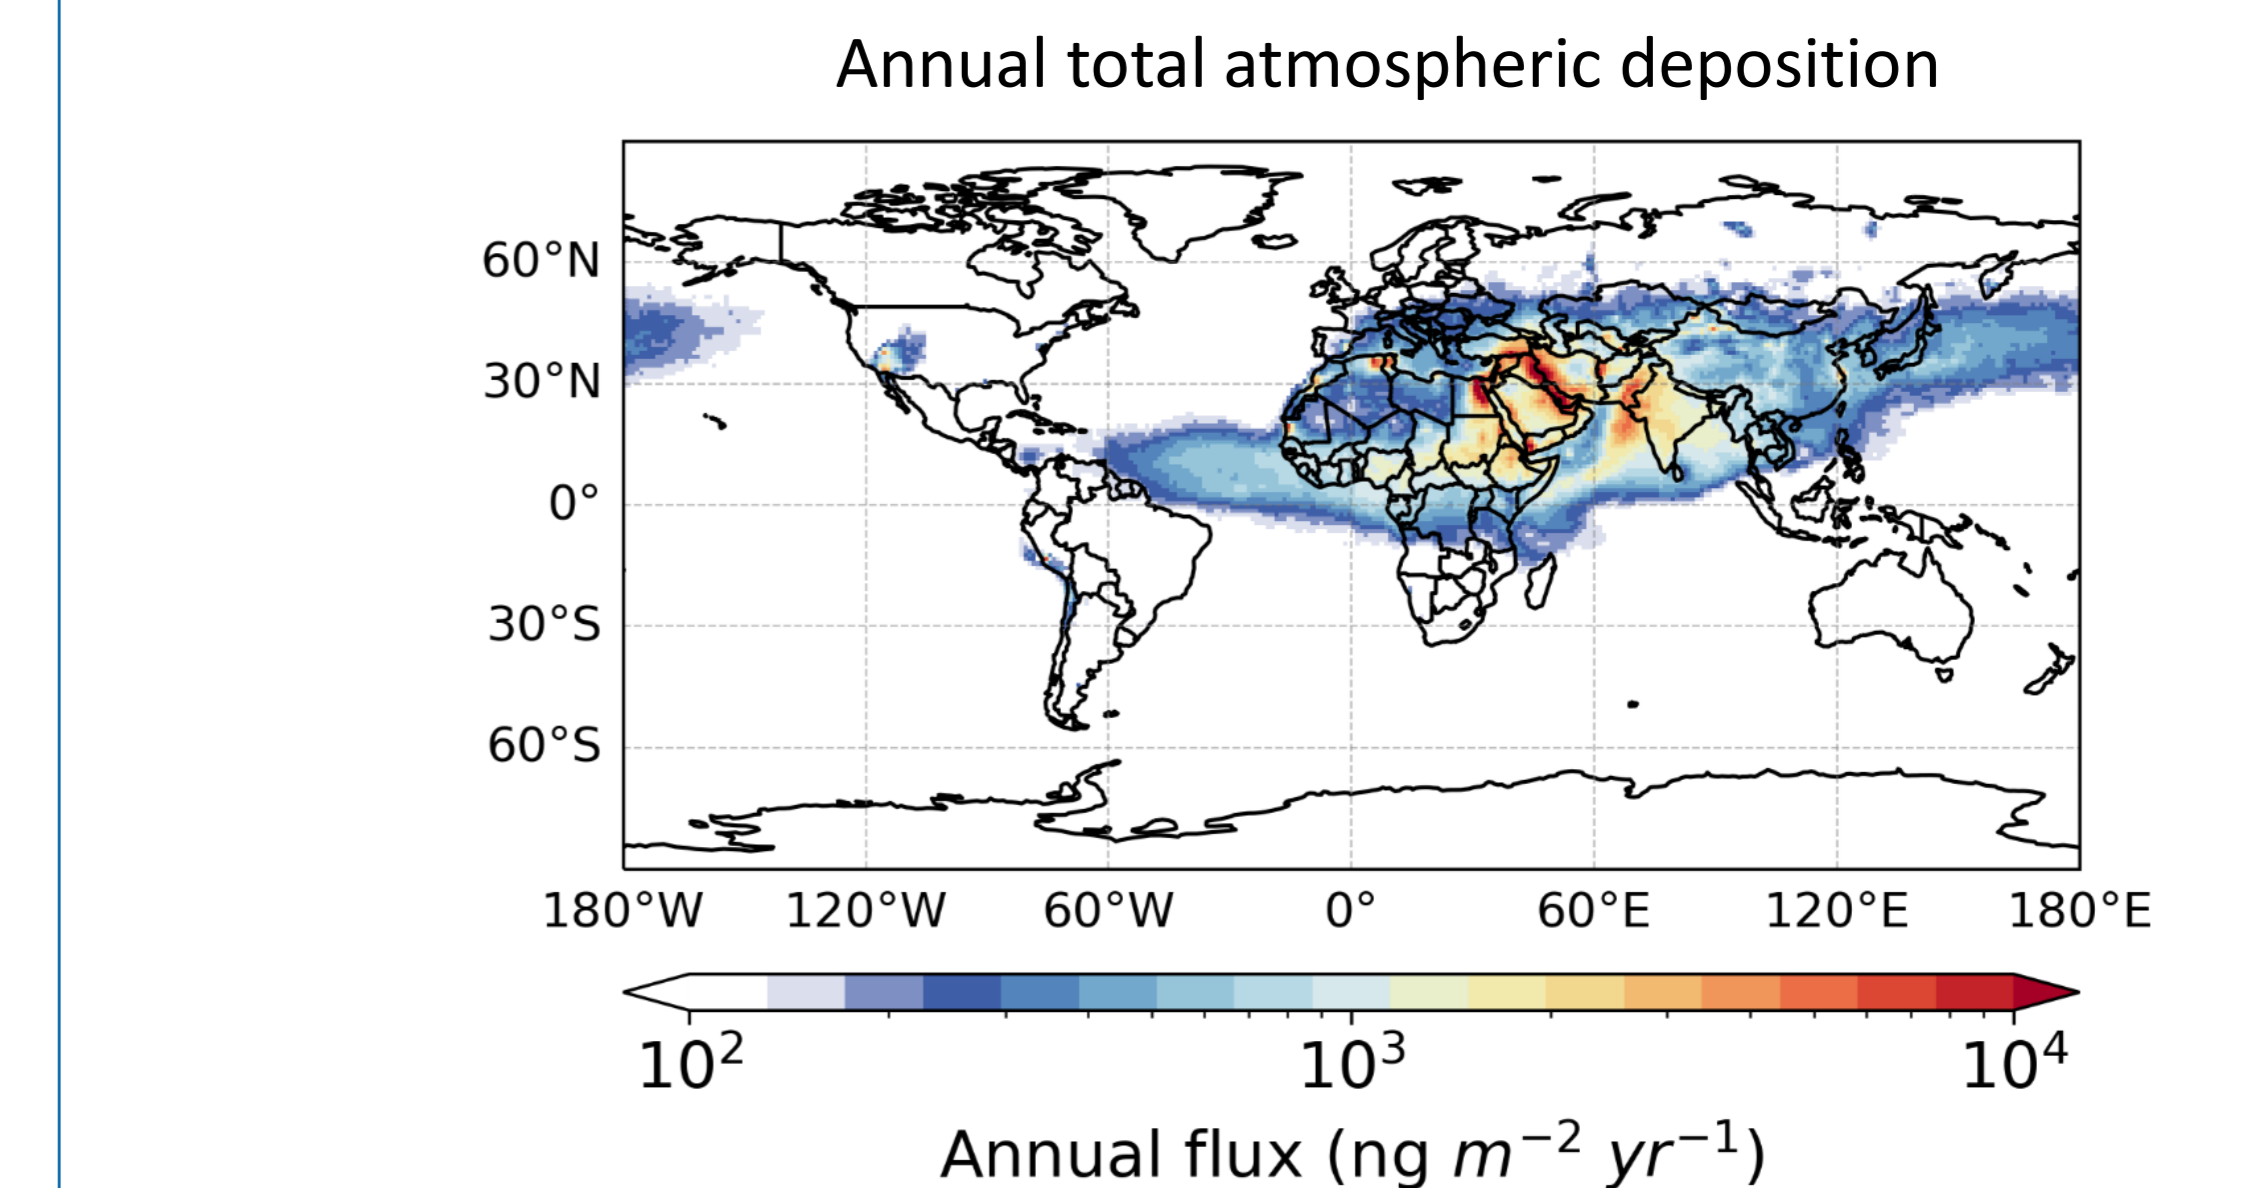 Annual total atmospheric deposition
60°N
30°N
0°
30°S
60°S
180°W 120°W 60°W 0° 60°E 120°E 180°E
10² 10³ 10⁴
Annual flux (ng m⁻² yr⁻¹)